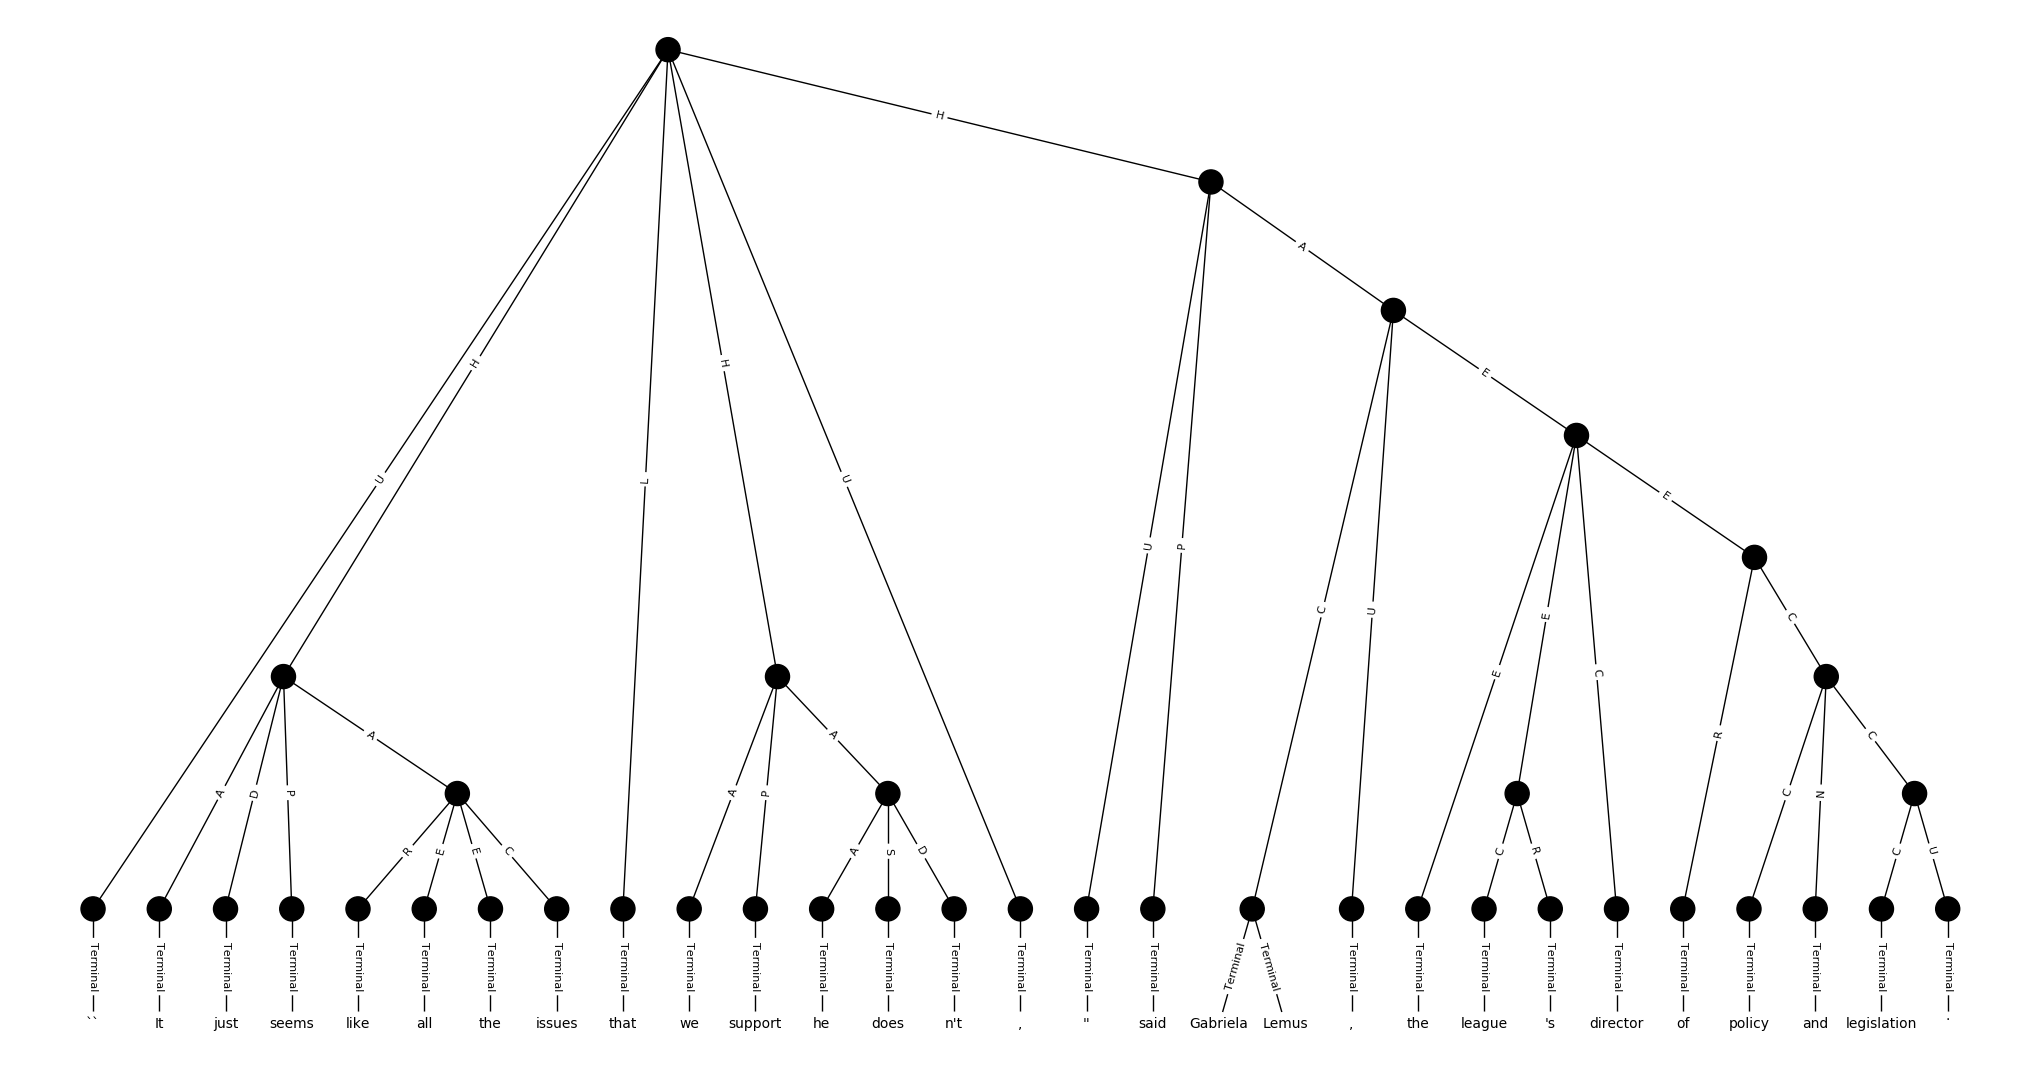 H
A
E
H
H
U
L
U
E
U
P
C
U
E
C
E
C
R
A
A
C
A
D
P
A
P
C
N
C
R
E
E
C
A
S
D
C
R
C
U
Terminal Terminal Terminal Terminal Terminal Terminal Terminal Terminal Terminal Terminal Terminal Terminal Terminal Terminal Terminal Terminal Terminal Terminal Terminal Terminal Terminal Terminal Terminal Terminal Terminal Terminal Terminal Terminal Terminal
`` It just seems like all the issues that we support he does n't , " said Gabriela Lemus , the league 's director of policy and legislation .